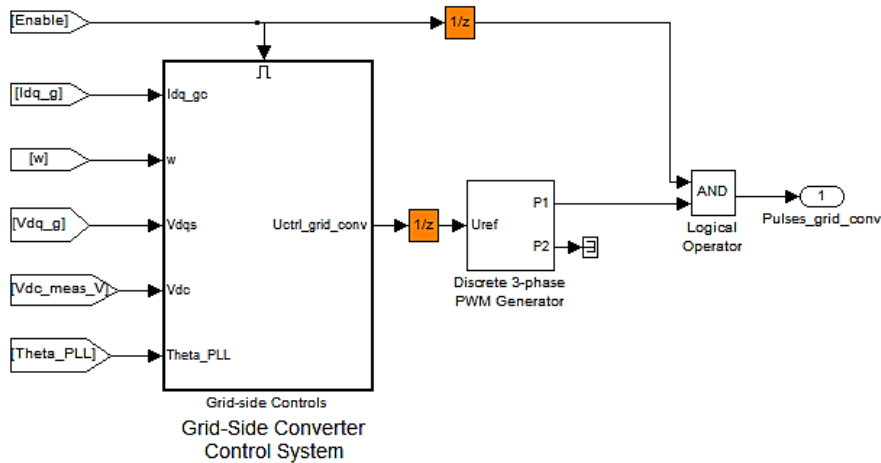 [Enable]
1/z
[Idq_g]
Idq_gc
[w]
w
AND
1
P1
[Vdq_g]
Vdqs
Uctrl_grid_conv
1/z
Uref
Pulses_grid_conv
Logical
Operator
P2
[Vdc_meas_V]
Vdc
Discrete 3-phase
PWM Generator
[Theta_PLL]
Theta_PLL
Grid-side Controls
Grid-Side Converter
Control System